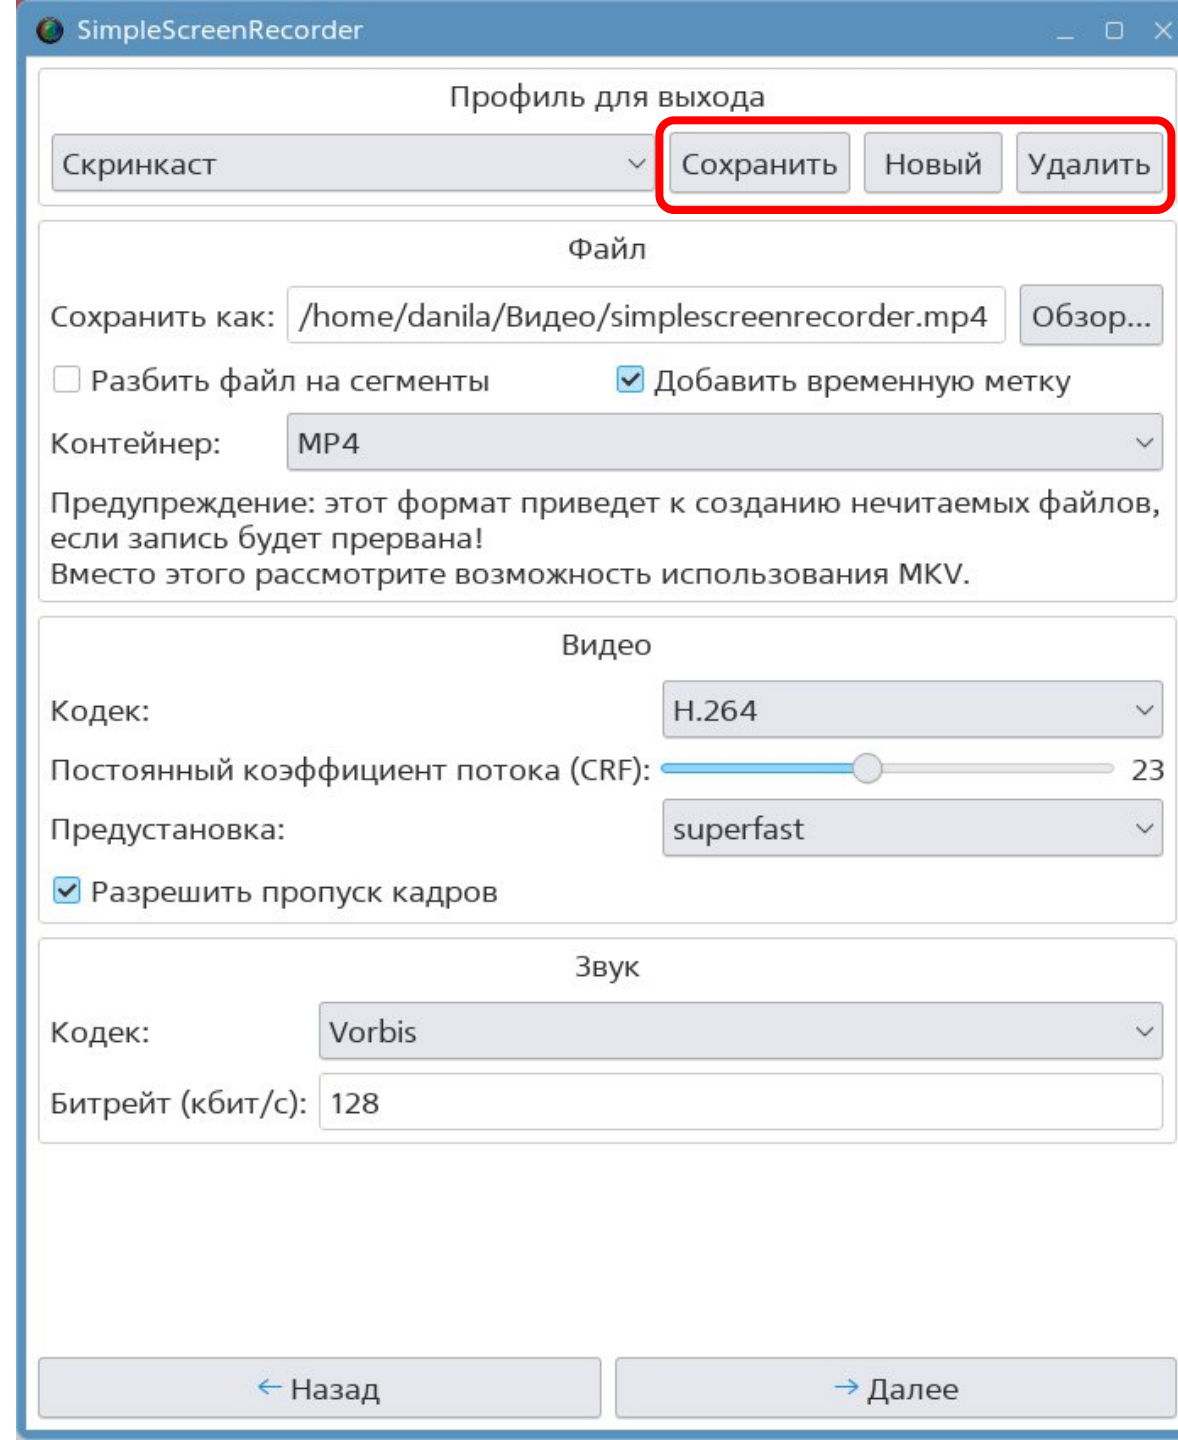 SimpleScreenRecorder
Профиль для выхода
Скринкаст Сохранить Новый Удалить
Файл
Сохранить как: /home/danila/Видео/simplescreenrecorder.mp4 Обзор...
Разбить файл на сегменты Добавить временную метку
Контейнер: MP4
Предупреждение: этот формат приведет к созданию нечитаемых файлов,
если запись будет прервана!
Вместо этого рассмотрите возможность использования MKV.
Видео
Кодек: H.264
Постоянный коэффициент потока (CRF): 23
Предустановка: superfast
Разрешить пропуск кадров
Звук
Кодек: Vorbis
Битрейт (кбит/с): 128
Назад Далее